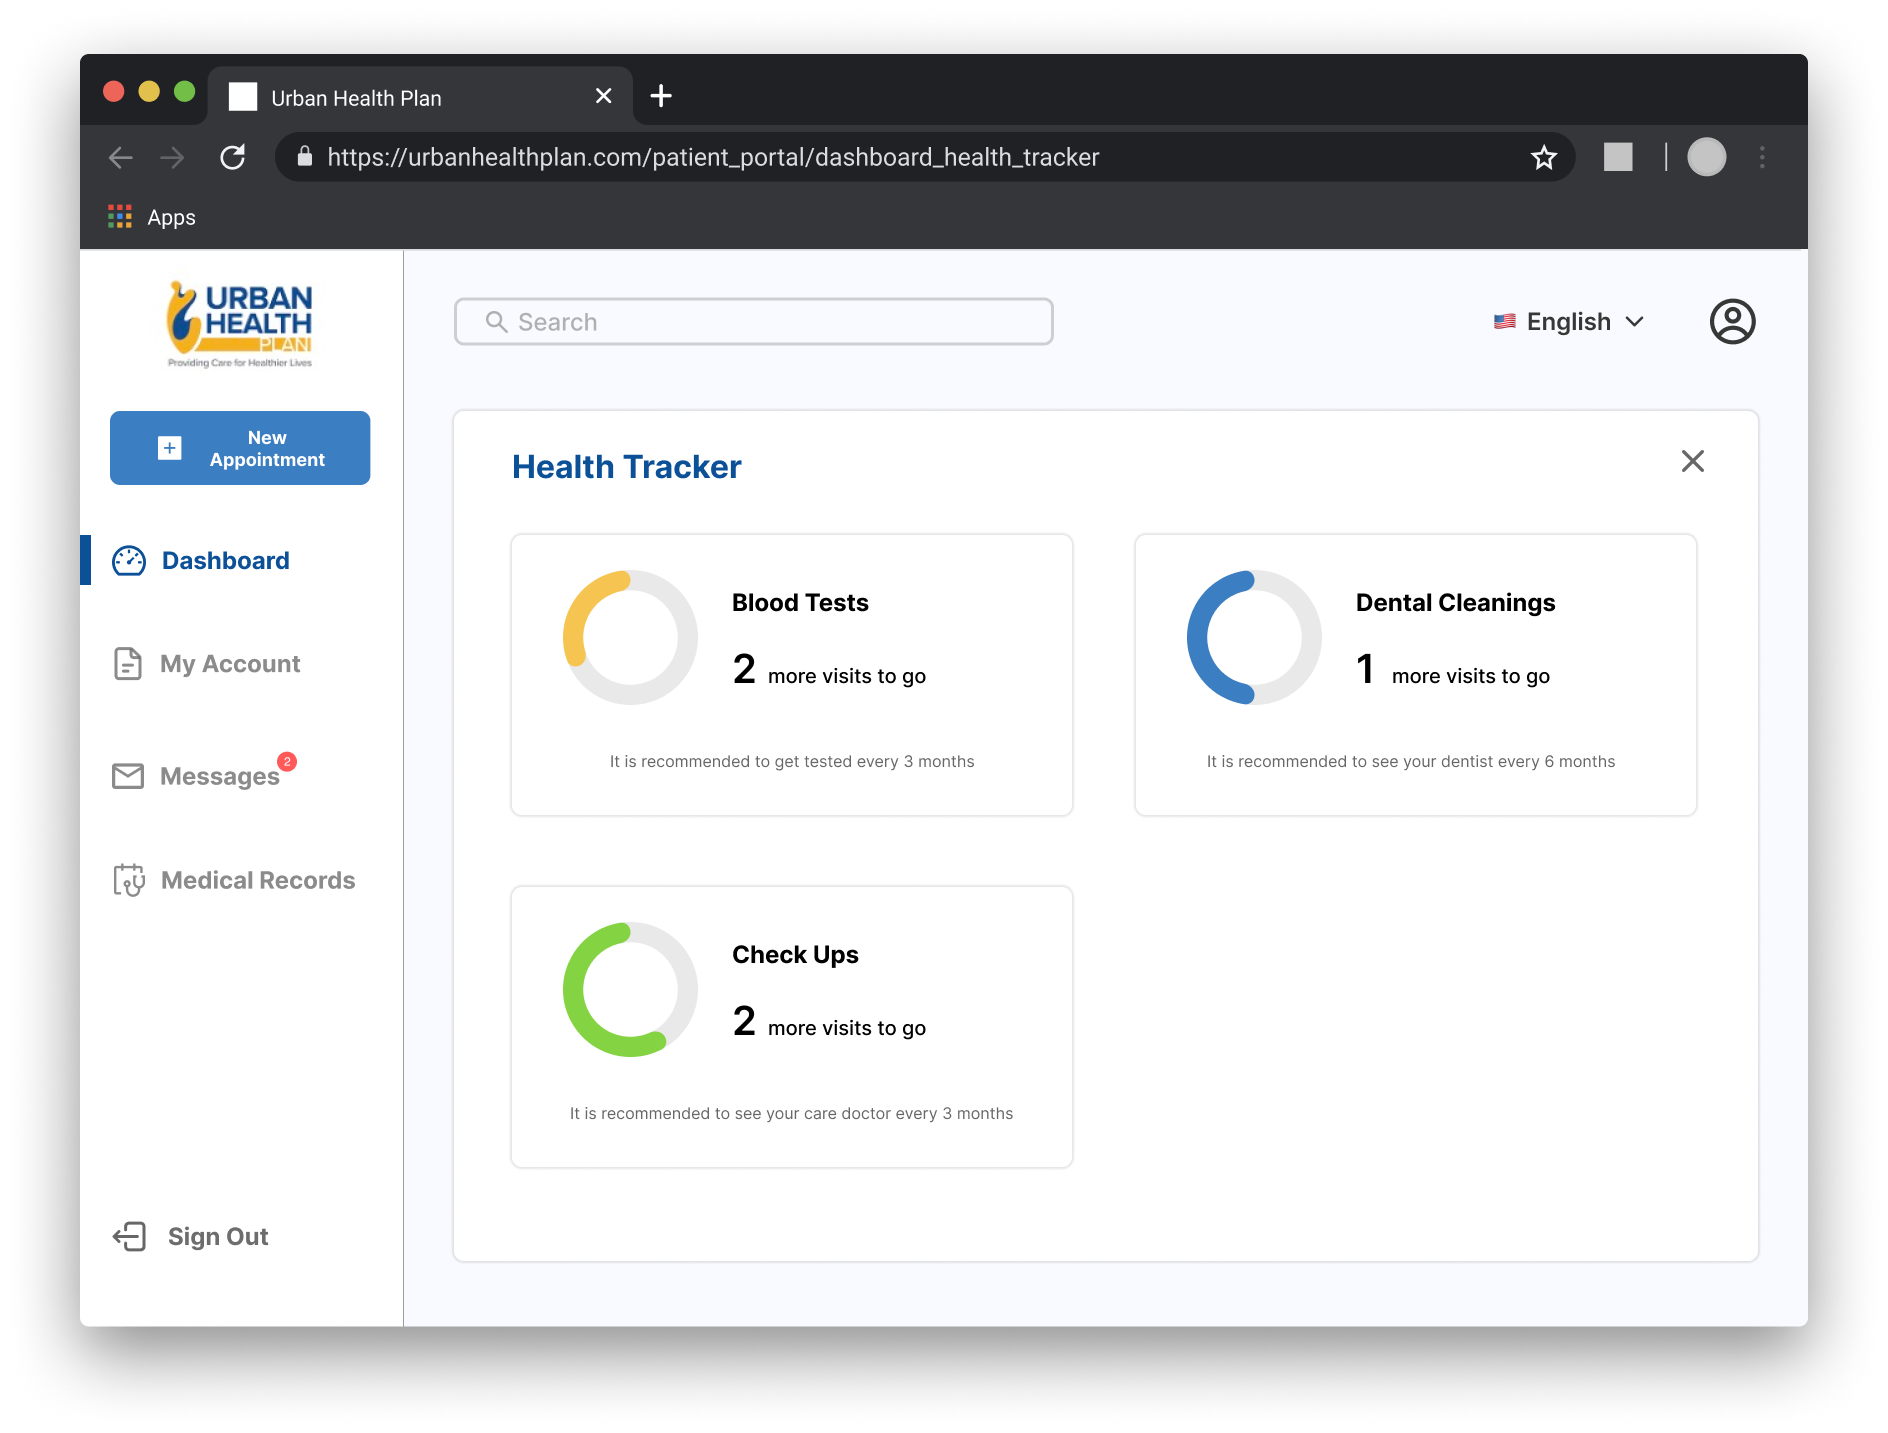 Urban Health Plan
https://urbanhealthplan.com/patient_portal/dashboard_health_tracker
Apps
URBAN
HEALTH
PLAN
Providing Care for Healthier Lives
Search
English
New
Appointment
Dashboard
My Account
Messages
2
Medical Records
Sign Out
Health Tracker
Blood Tests
2 more visits to go
It is recommended to get tested every 3 months
Dental Cleanings
1 more visits to go
It is recommended to see your dentist every 6 months
Check Ups
2 more visits to go
It is recommended to see your care doctor every 3 months